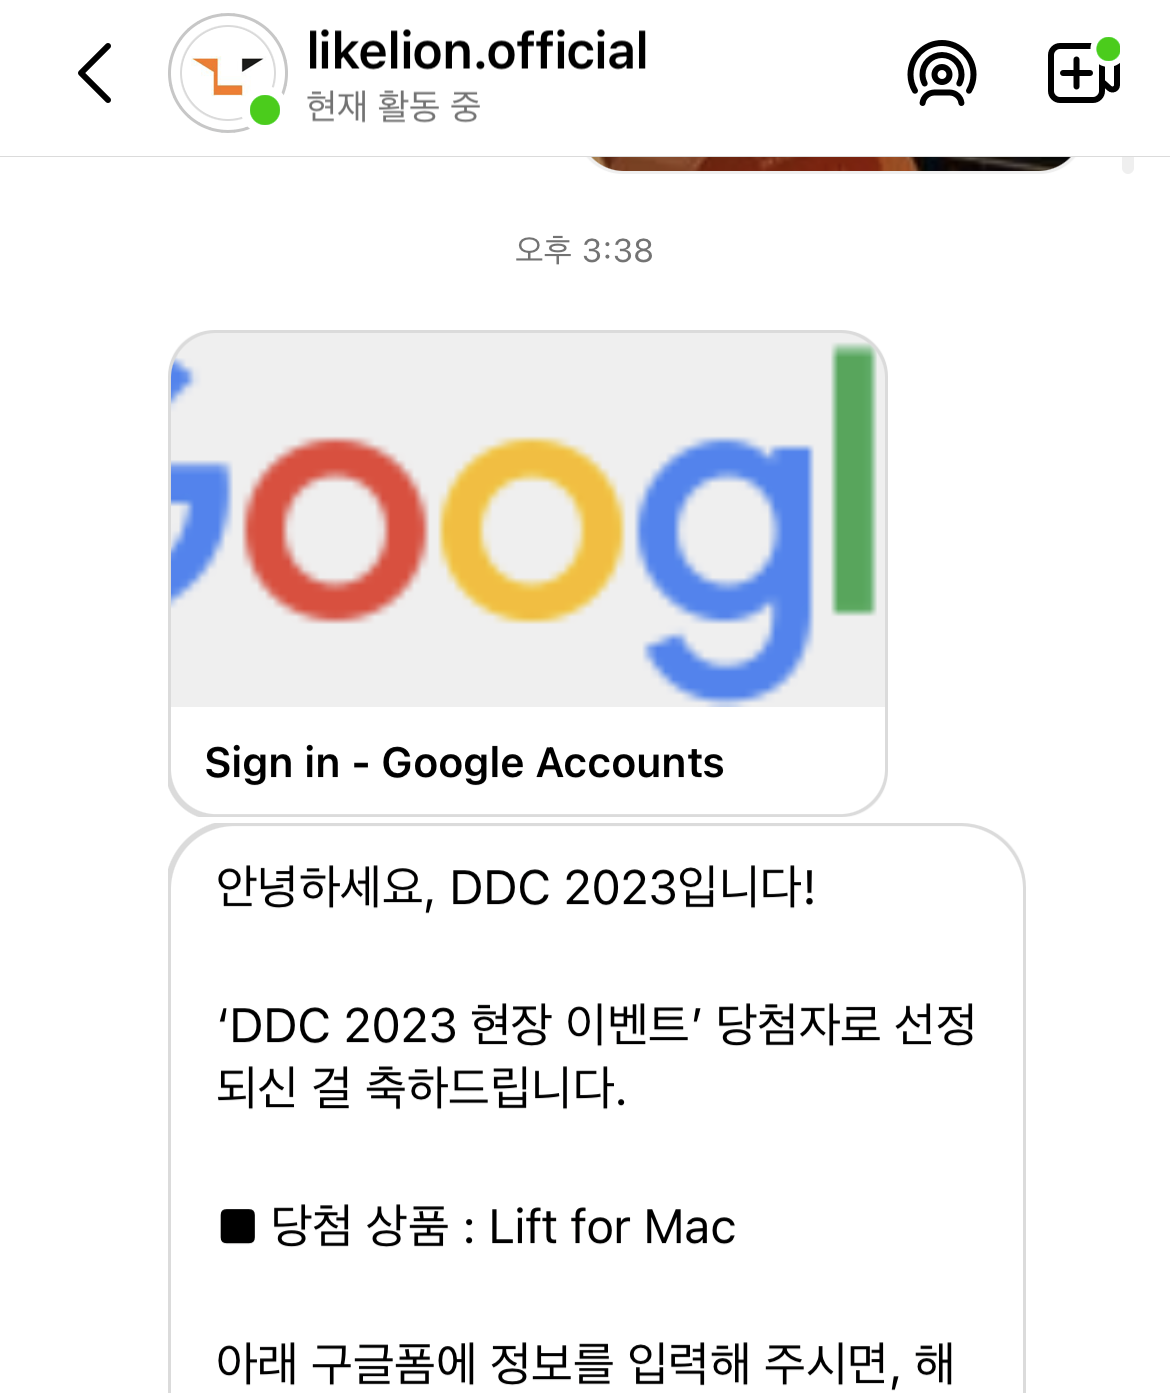 likelion.official
현재 활동 중
오후 3:38
Googl
Sign in - Google Accounts
안녕하세요, DDC 2023입니다!
‘DDC 2023 현장 이벤트’ 당첨자로 선정
되신 걸 축하드립니다.
■ 당첨 상품 : Lift for Mac
아래 구글폼에 정보를 입력해 주시면, 해